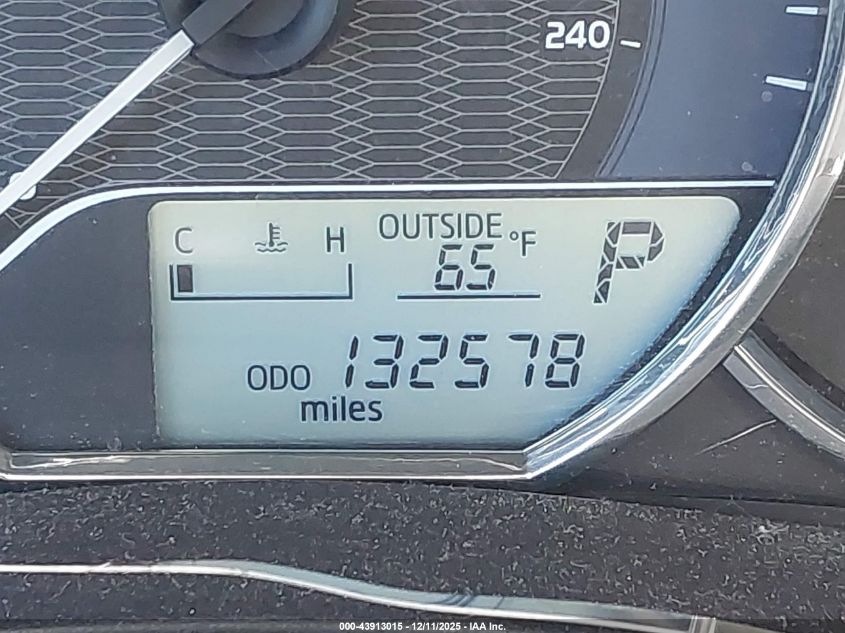 240
C H OUTSIDE °F P
65
ODO 132578
miles
000-43913015 - 12/11/2025 - IAA Inc.